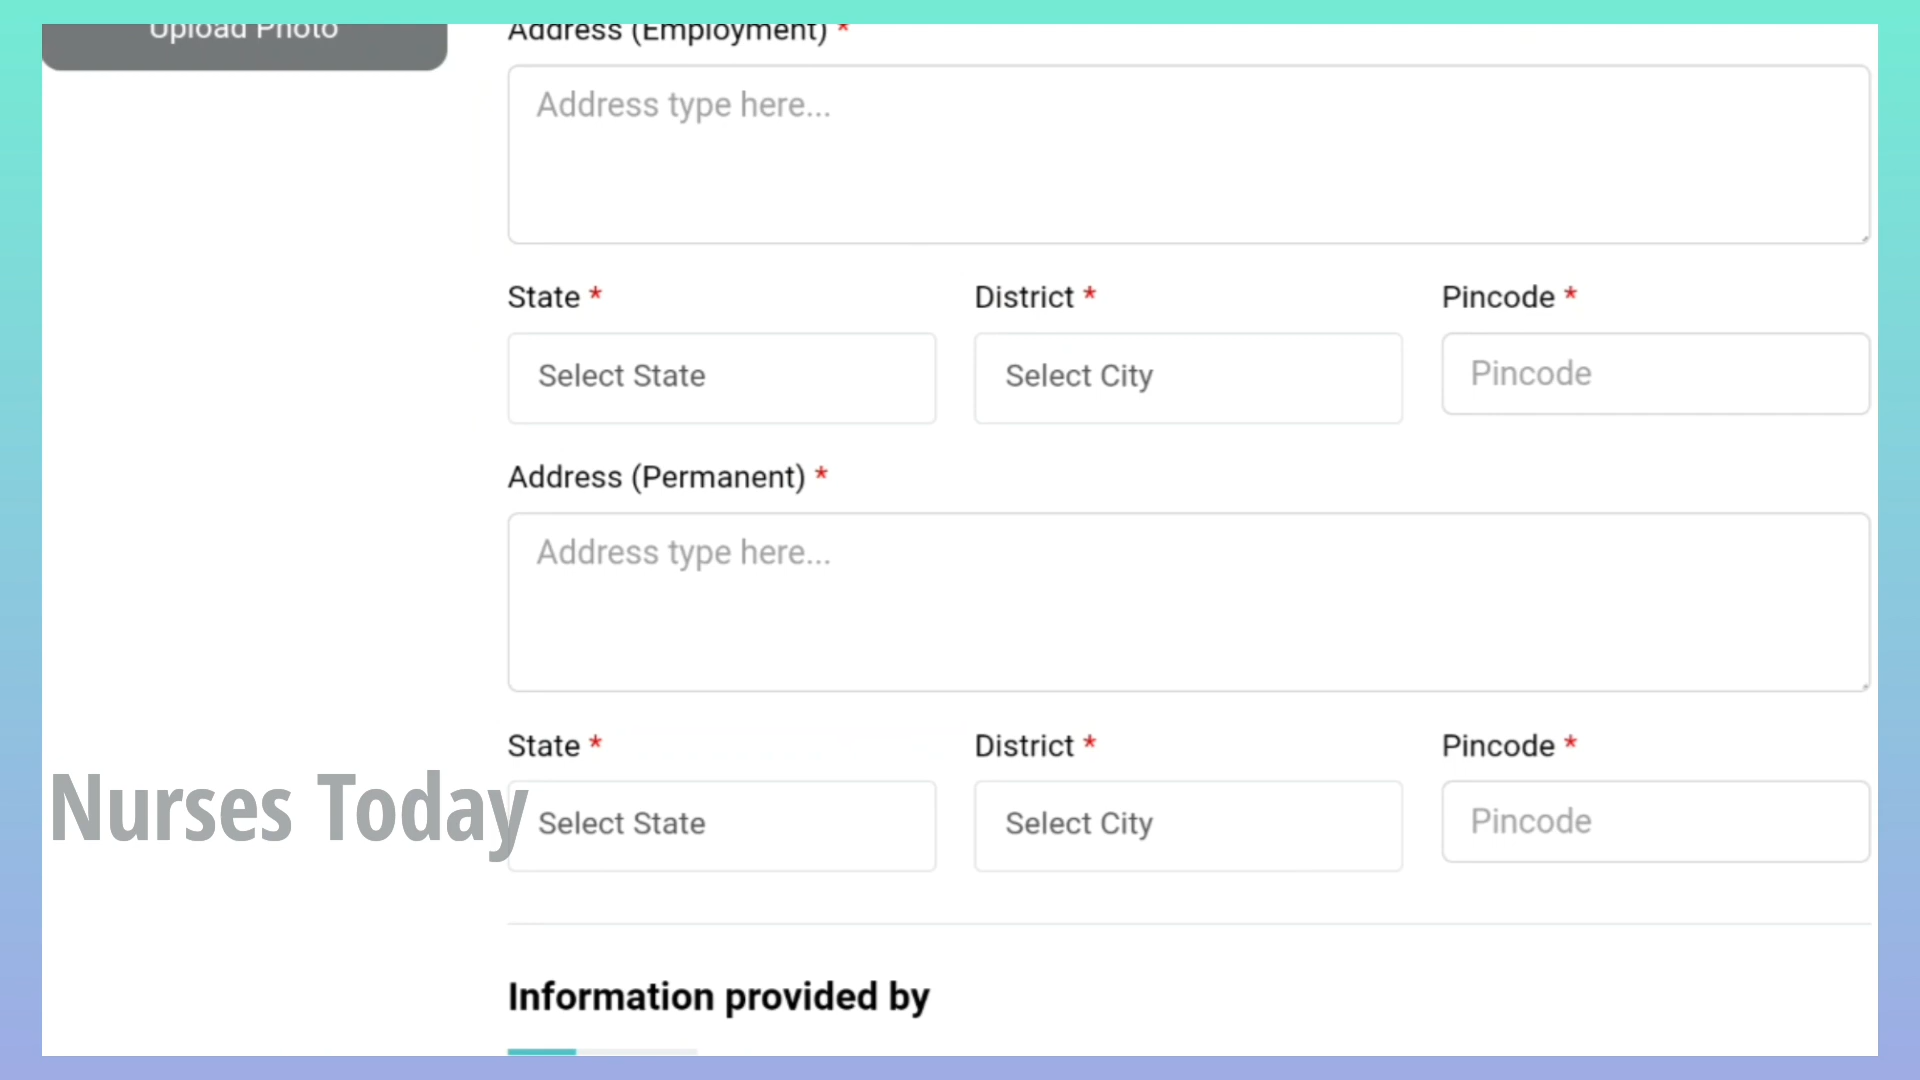 Upload Photo
Address (Employment) *
Address type here...
State *
District *
Pincode *
Select State
Select City
Pincode
Address (Permanent) *
Address type here...
State *
District *
Pincode *
Nurses Today
Select State
Select City
Pincode
Information provided by